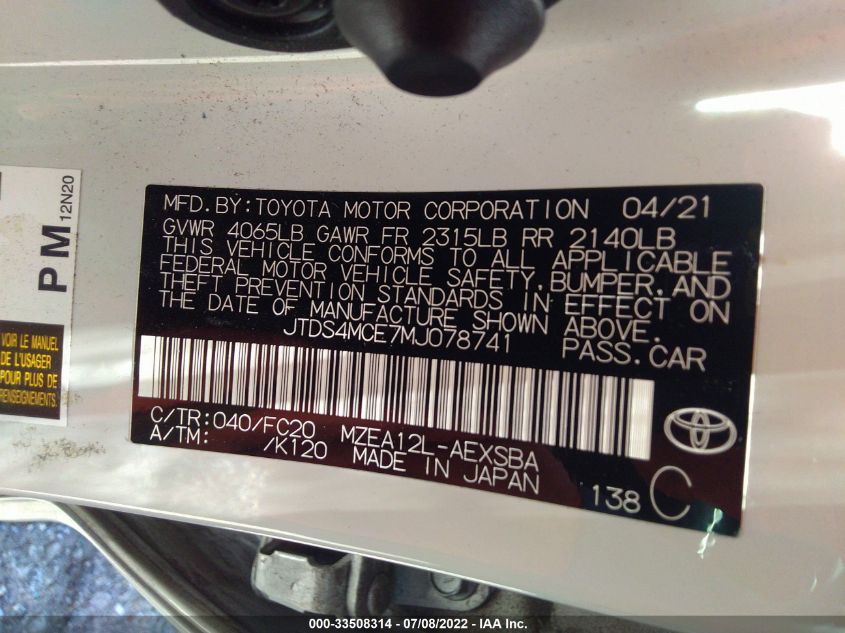 MFD. BY: TOYOTA MOTOR CORPORATION 04/21
GVWR 4065LB GAWR FR 2315LB RR 2140LB
THIS VEHICLE CONFORMS TO ALL APPLICABLE
FEDERAL MOTOR VEHICLE SAFETY, BUMPER, AND
THEFT PREVENTION STANDARDS IN EFFECT ON
THE DATE OF MANUFACTURE SHOWN ABOVE.
JTDS4MCE7MJ078741 PASS. CAR
C/TR: 040/FC20 MZEA12L-AEXSBA
A/TM: /K120 MADE IN JAPAN
138 C
PM
12N20
VOIR LE MANUEL
DE L'USAGER
POUR PLUS DE
RENSEIGNEMENTS.
000-33508314 - 07/08/2022 - IAA Inc.